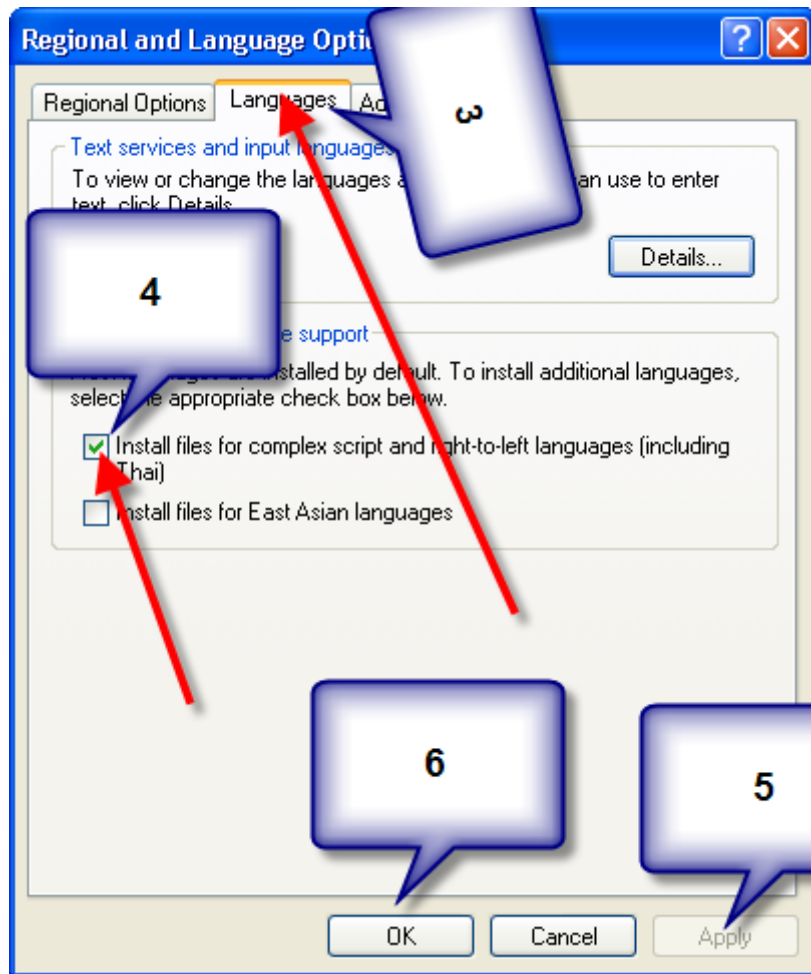 Regional and Language Opti
Regional Options Languages Ad
3
Text services and input languages
To view or change the languages a an use to enter
text, click Details.
4
Details...
e support
installed by default. To install additional languages,
select the appropriate check box below.
Install files for complex script and right-to-left languages (including
Thai)
Install files for East Asian languages
6
5
OK Cancel Apply